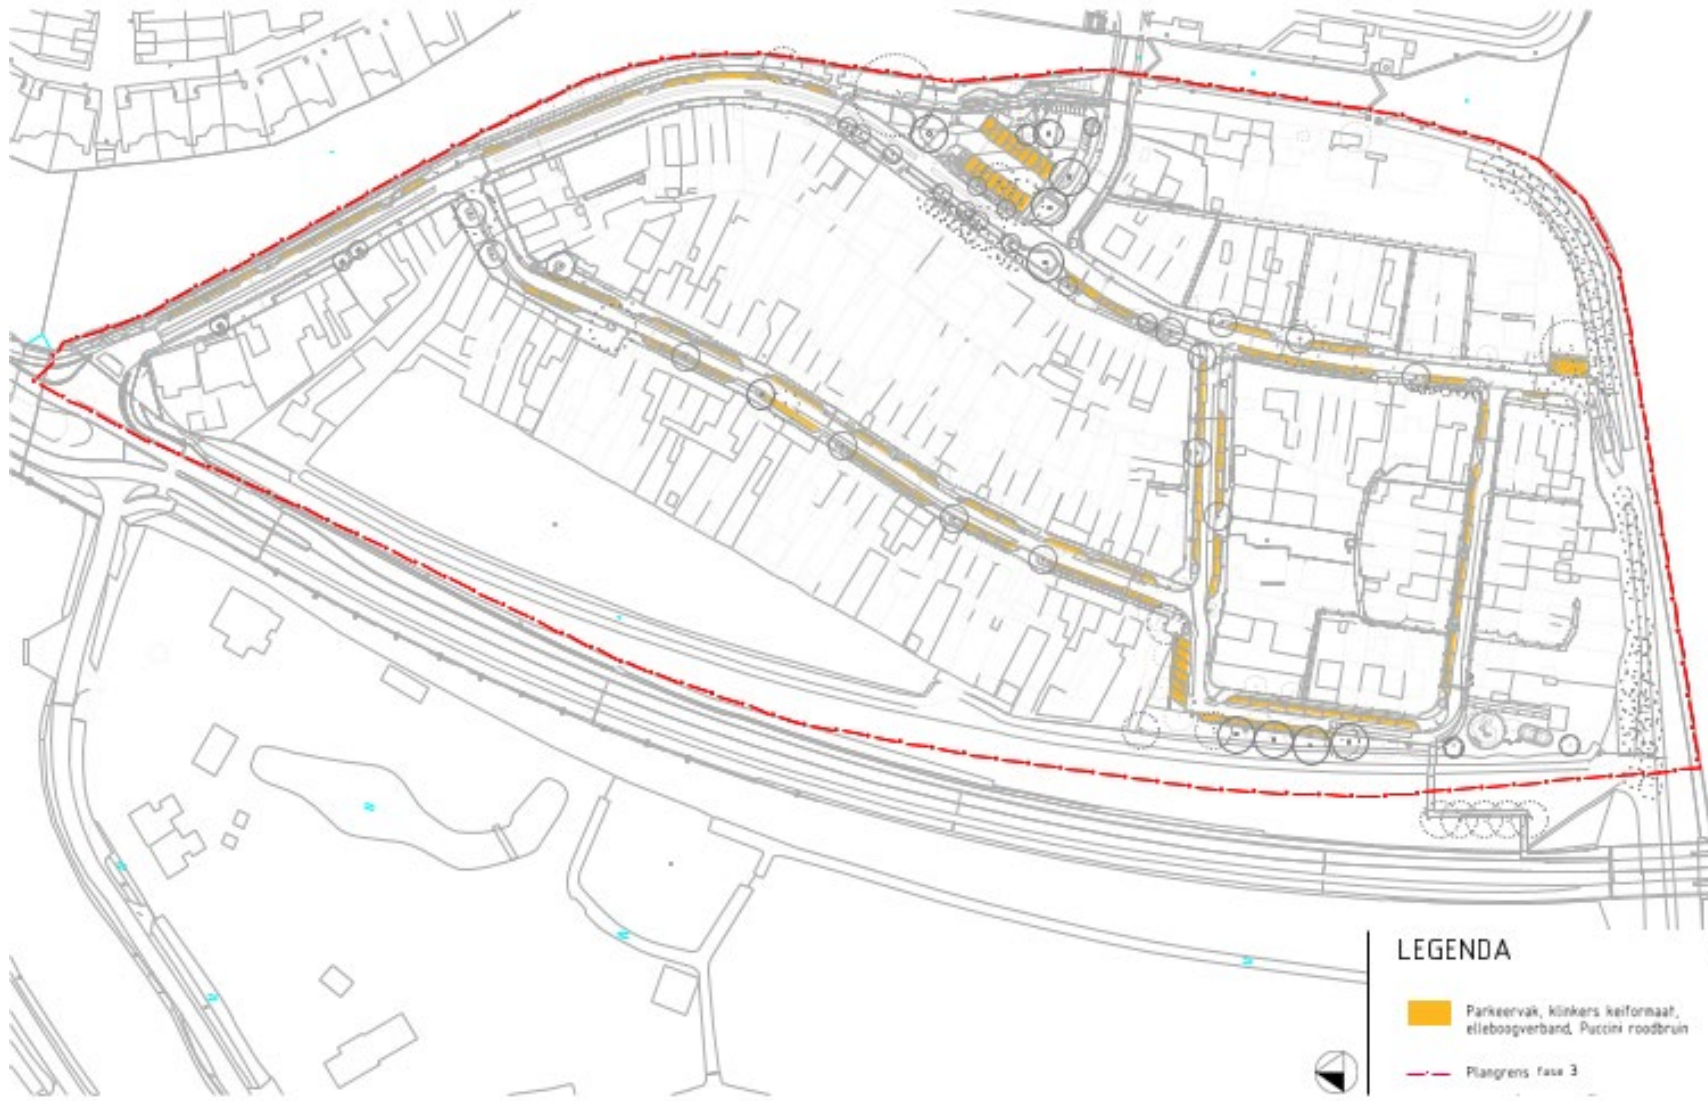 LEGENDA
Parkeervak, klinkers keiformaat,
elleboogverband, Puccini roodbruin
Plangrens fase 3